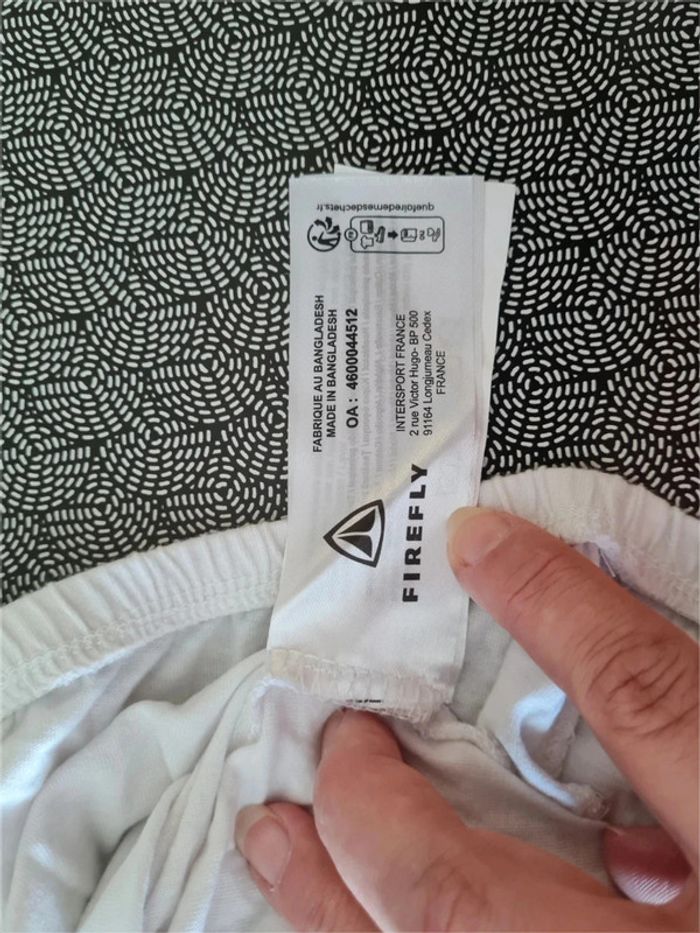 FIREFLY
FABRIQUE AU BANGLADESH
MADE IN BANGLADESH
OA : 4600044512
INTERSPORT FRANCE
2 rue Victor Hugo- BP 500
91164 Longjumeau Cedex
FRANCE
quefairedemesdechets.fr